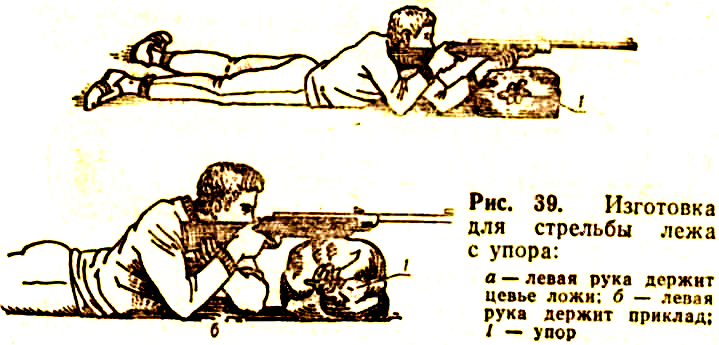 1
Рис. 39. Изготовка
для стрельбы лежа
с упора:
а — левая рука держит
цевье ложи; б — левая
рука держит приклад;
1 — упор
1
б